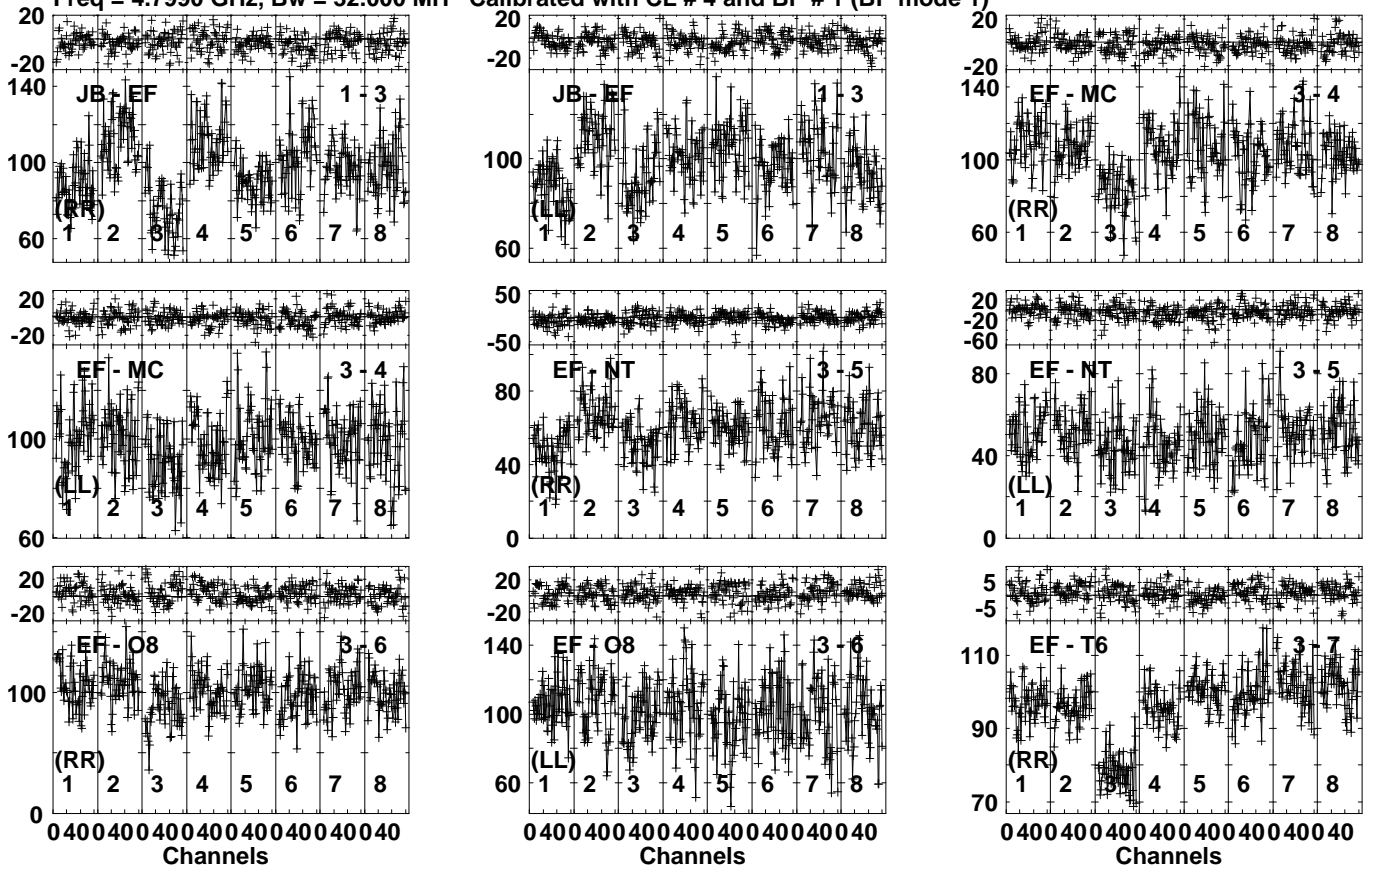 Freq = 4.7990 GHz, Bw = 32.000 MH Calibrated with CL # 4 and BP # 1 (BP mode 1)
20 20 20
-20 -20 -20
140 140
JB - EF 1 - 3 JB - EF 1 - 3 EF - MC 3 - 4
100 100 100
(RR) (LL) (RR)
1 2 3 4 5 6 7 8 1 2 3 4 5 6 7 8 1 2 3 4 5 6 7 8
60 60 60
20 50 20
-20 -50 -20
-60
EF - MC 3 - 4 EF - NT 3 - 5 EF - NT 3 - 5
80 80
100 40 40
(LL) (RR) (LL)
1 2 3 4 5 6 7 8 1 2 3 4 5 6 7 8 1 2 3 4 5 6 7 8
60 0 0
20 20 5
-20 -20 -5
EF - O8 3 - 6 EF - O8 3 - 6 EF - T6 3 - 7
140 110
100 100 90
(RR) (LL) (RR)
1 2 3 4 5 6 7 8 1 2 3 4 5 6 7 8 1 2 3 4 5 6 7 8
0 60 70
0 40 0 40 0 40 0 40 0 40 0 40 0 40 0 40 0 40 0 40 0 40 0 40 0 40 0 40 0 40 0 40 0 40 0 40 0 40 0 40 0 40 0 40 0 40 0 40
Channels Channels Channels